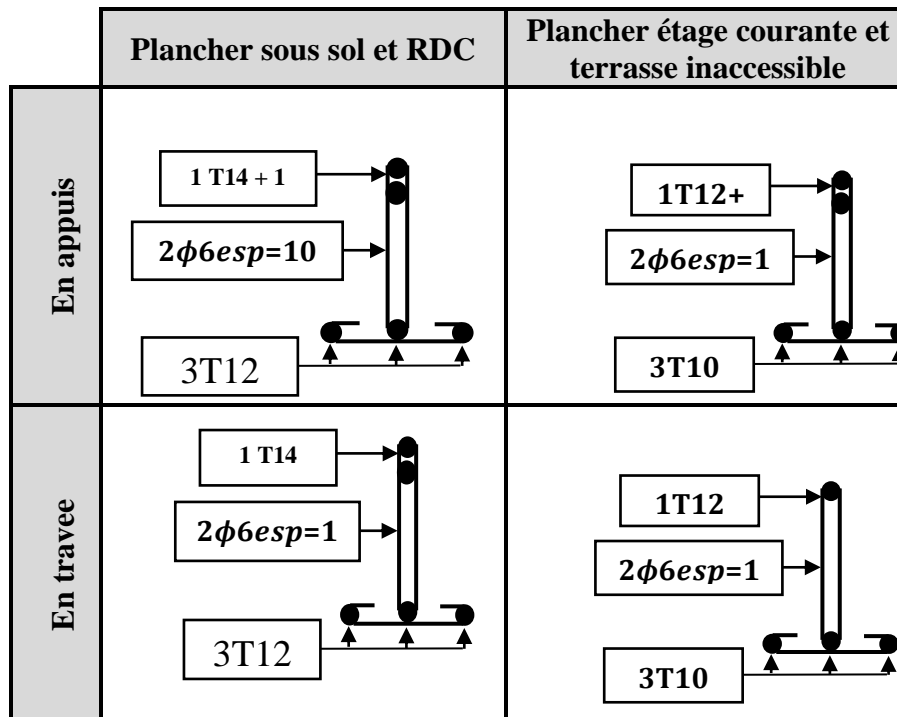 Plancher sous sol et RDC
Plancher étage courante et
terrasse inaccessible
En appuis
1 T14 + 1
2ϕ6esp=10
3T12
1T12+
2ϕ6esp=1
3T10
En travee
1 T14
2ϕ6esp=1
3T12
1T12
2ϕ6esp=1
3T10